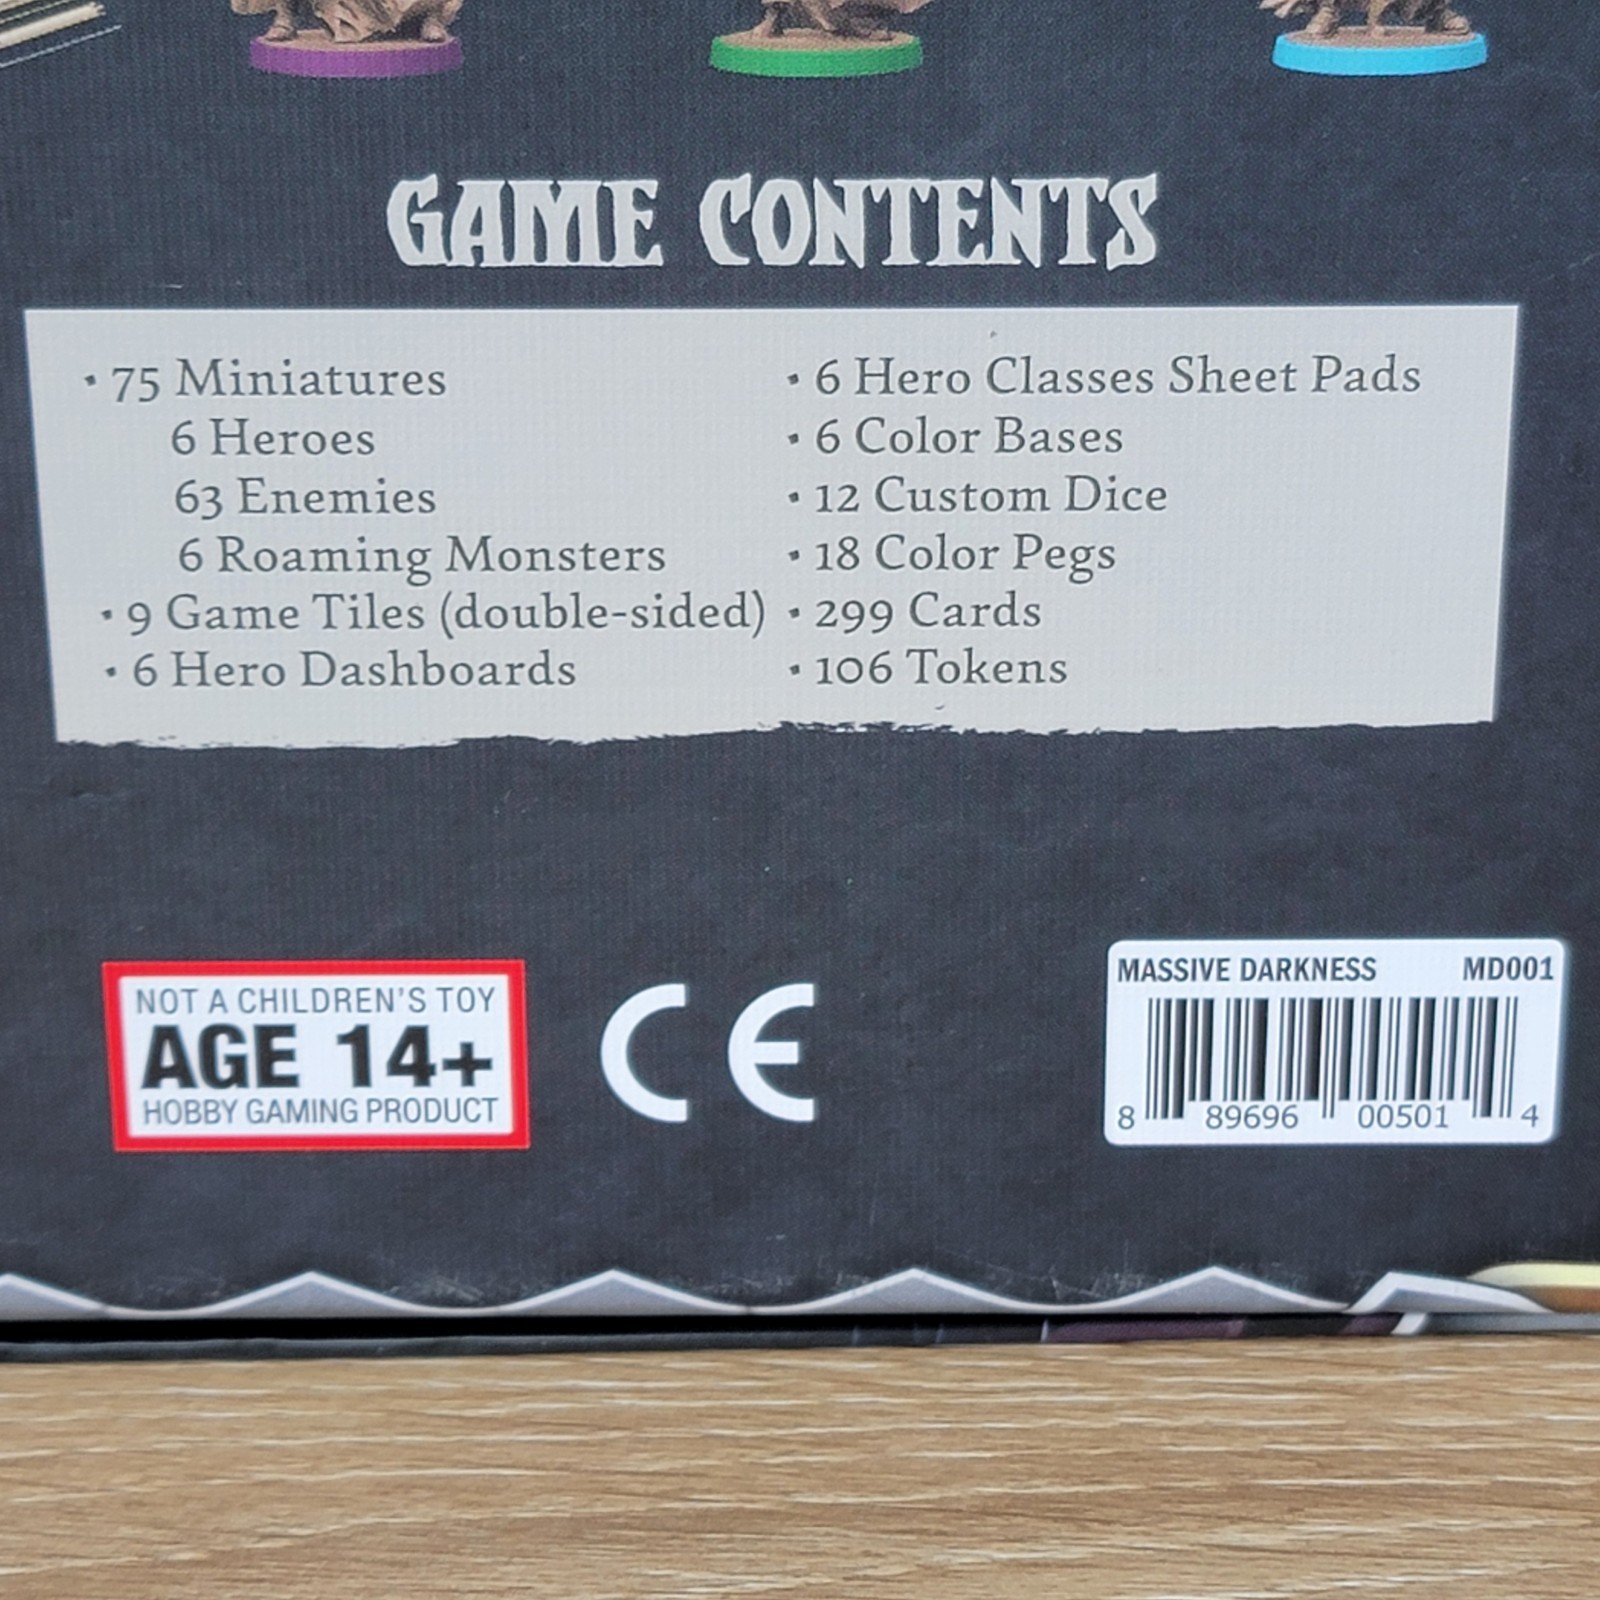 GAME CONTENTS
· 75 Miniatures
6 Heroes
63 Enemies
6 Roaming Monsters
· 9 Game Tiles (double-sided)
· 6 Hero Dashboards
· 6 Hero Classes Sheet Pads
· 6 Color Bases
· 12 Custom Dice
· 18 Color Pegs
· 299 Cards
· 106 Tokens
NOT A CHILDREN'S TOY
AGE 14+
HOBBY GAMING PRODUCT
CE
MASSIVE DARKNESS MD001
8 89696 00501 4